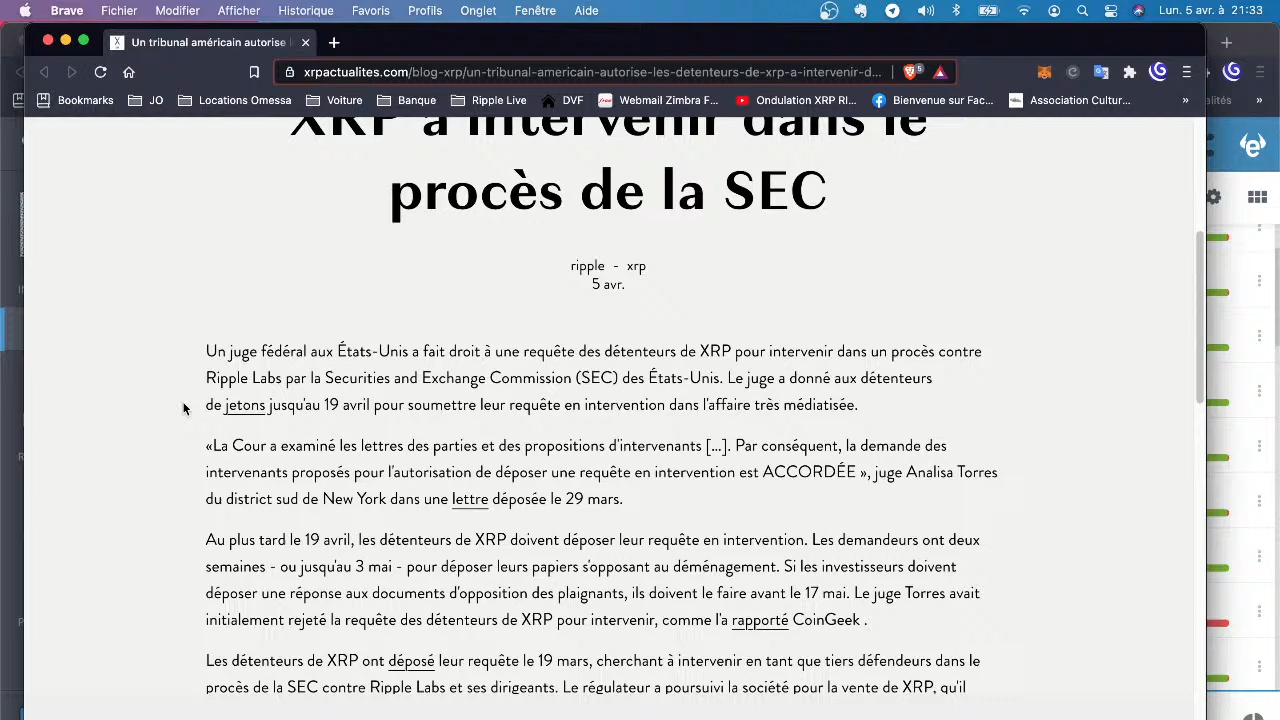 Brave Fichier Modifier Afficher Historique Favoris Profils Onglet Fenêtre Aide Lun. 5 avr. à 21:33
Un tribunal américain autorise
xrpactualites.com/blog-xrp/un-tribunal-americain-autorise-les-detenteurs-de-xrp-a-intervenir-d... 5
Bookmarks JO Locations Omessa Voiture Banque Ripple Live DVF Webmail Zimbra F... Ondulation XRP RI... Bienvenue sur Fac... Association Cultur... » alités »
XRP à intervenir dans le
procès de la SEC
ripple - xrp
5 avr.
Un juge fédéral aux États-Unis a fait droit à une requête des détenteurs de XRP pour intervenir dans un procès contre
Ripple Labs par la Securities and Exchange Commission (SEC) des États-Unis. Le juge a donné aux détenteurs
de jetons jusqu'au 19 avril pour soumettre leur requête en intervention dans l'affaire très médiatisée.
«La Cour a examiné les lettres des parties et des propositions d'intervenants [...]. Par conséquent, la demande des
intervenants proposés pour l'autorisation de déposer une requête en intervention est ACCORDÉE », juge Analisa Torres
du district sud de New York dans une lettre déposée le 29 mars.
Au plus tard le 19 avril, les détenteurs de XRP doivent déposer leur requête en intervention. Les demandeurs ont deux
semaines - ou jusqu'au 3 mai - pour déposer leurs papiers s'opposant au déménagement. Si les investisseurs doivent
déposer une réponse aux documents d'opposition des plaignants, ils doivent le faire avant le 17 mai. Le juge Torres avait
initialement rejeté la requête des détenteurs de XRP pour intervenir, comme l'a rapporté CoinGeek .
Les détenteurs de XRP ont déposé leur requête le 19 mars, cherchant à intervenir en tant que tiers défendeurs dans le
procès de la SEC contre Ripple Labs et ses dirigeants. Le régulateur a poursuivi la société pour la vente de XRP, qu'il